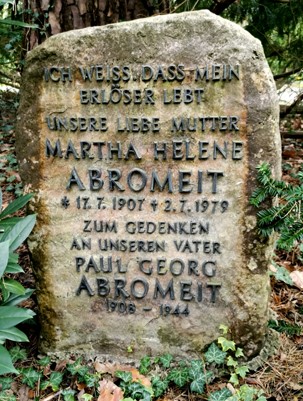 ICH WEISS, DASS MEIN
ERLÖSER LEBT
UNSERE LIEBE MUTTER
MARTHA HELENE
ABROMEIT
* 17.7.1907 + 2.7.1979
ZUM GEDENKEN
AN UNSEREN VATER
PAUL GEORG
ABROMEIT
1908 – 1944